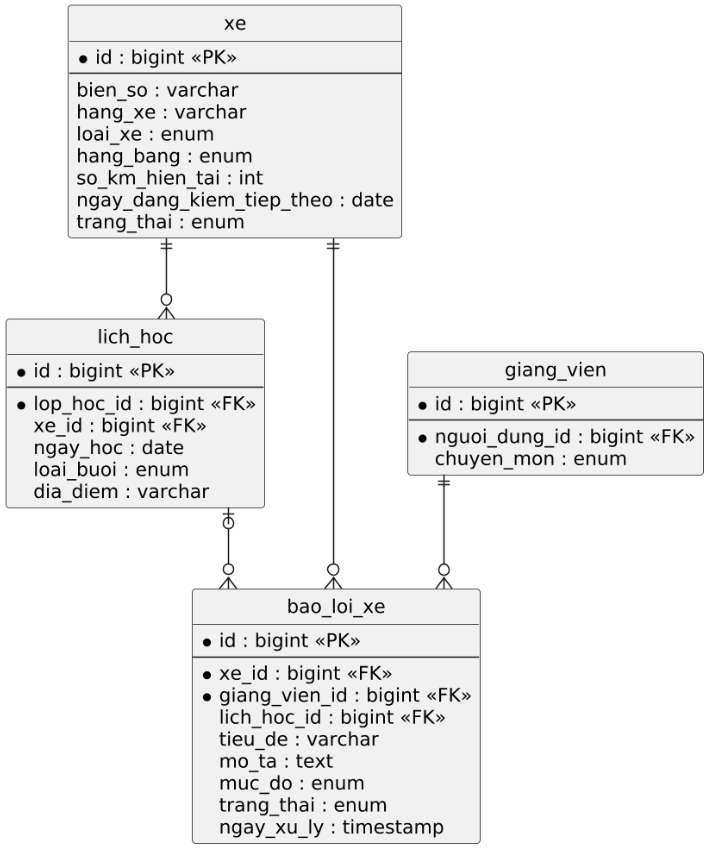 xe
id : bigint «PK»
bien_so : varchar
hang_xe : varchar
loai_xe : enum
hang_bang : enum
so_km_hien_tai : int
ngay_dang_kiem_tiep_theo : date
trang_thai : enum
lich_hoc
id : bigint «PK»
lop_hoc_id : bigint «FK»
xe_id : bigint «FK»
ngay_hoc : date
loai_buoi : enum
dia_diem : varchar
giang_vien
id : bigint «PK»
nguoi_dung_id : bigint «FK»
chuyen_mon : enum
bao_loi_xe
id : bigint «PK»
xe_id : bigint «FK»
giang_vien_id : bigint «FK»
lich_hoc_id : bigint «FK»
tieu_de : varchar
mo_ta : text
muc_do : enum
trang_thai : enum
ngay_xu_ly : timestamp